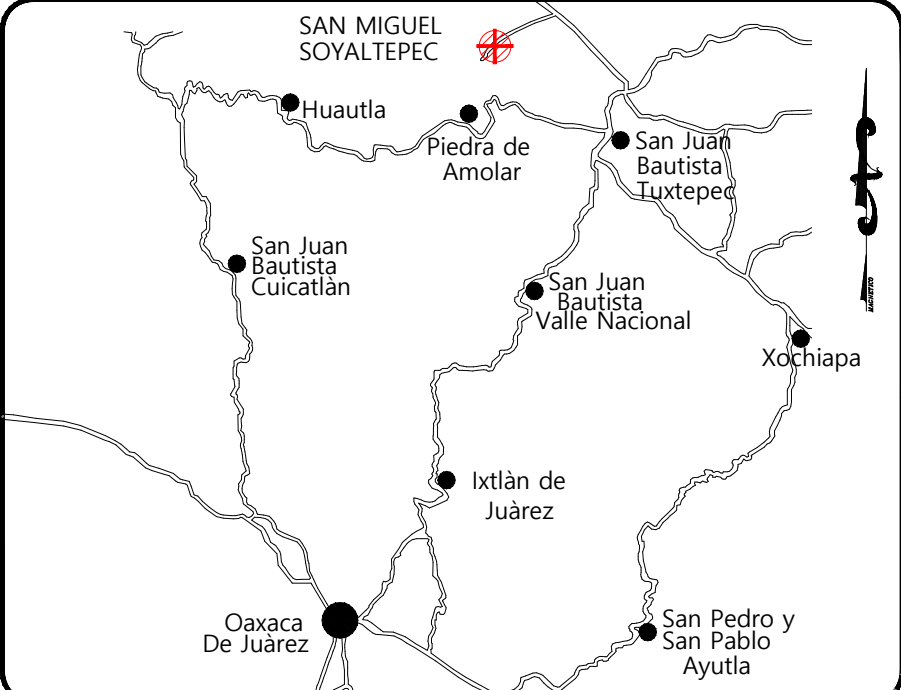 SAN MIGUEL
SOYALTEPEC
Huautla
Piedra de
Amolar
San Juan
Bautista
Tuxtepec
San Juan
Bautista
Cuicatlàn
San Juan
Bautista
Valle Nacional
MAGNETICO
Xochiapa
Ixtlàn de
Juàrez
Oaxaca
De Juàrez
San Pedro y
San Pablo
Ayutla